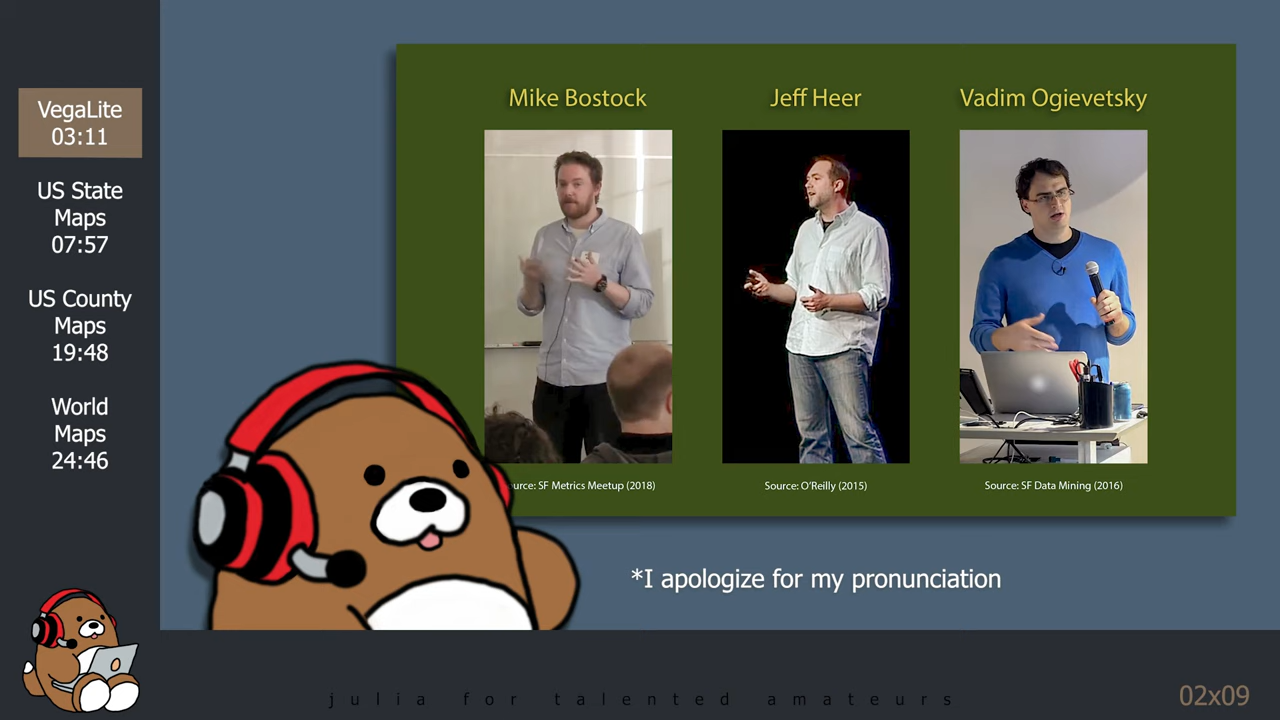 VegaLite
03:11
US State
Maps
07:57
US County
Maps
19:48
World
Maps
24:46
Mike Bostock
Jeff Heer
Vadim Ogievetsky
SF Metrics Meetup (2018)
Source: O'Reilly (2015)
Source: SF Data Mining (2016)
*I apologize for my pronunciation
julia for talented amateurs
02x09